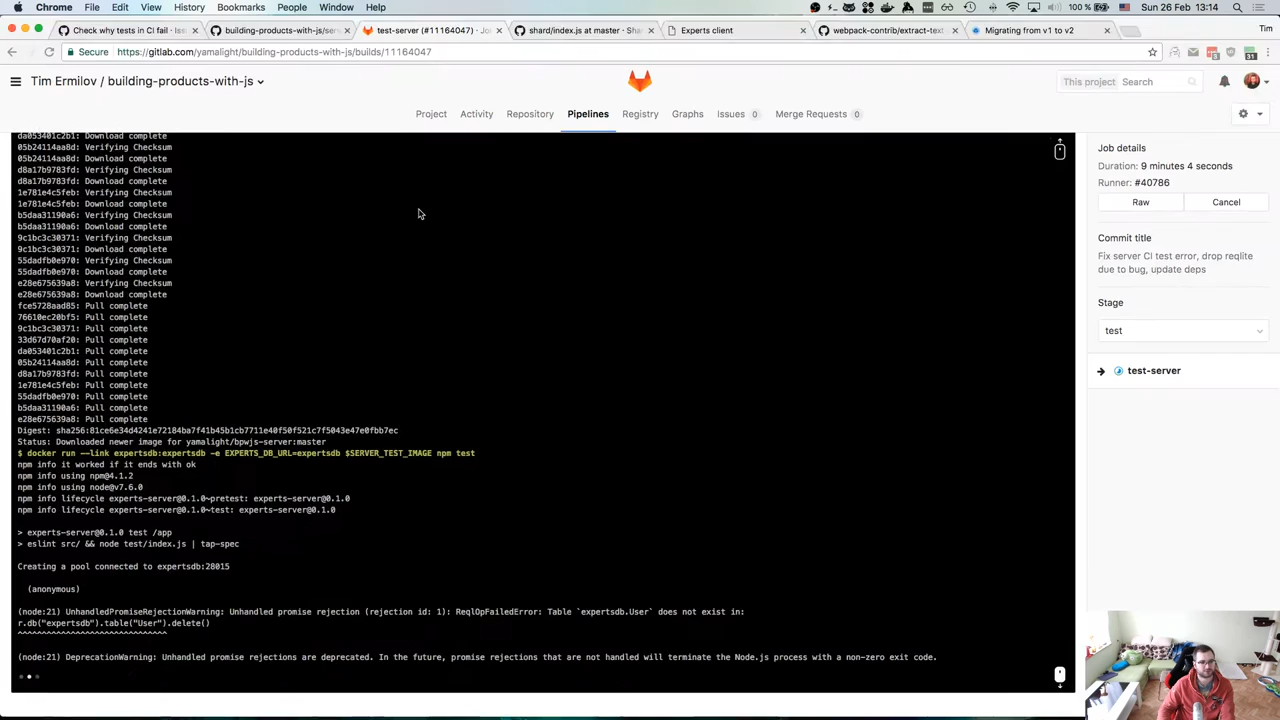 Chrome File Edit View History Bookmarks People Window Help
100 % Sun 26 Feb 13:14
Check why tests in CI fail · Iss
building-products-with-js/serv
test-server (#11164047) · Jo
shard/index.js at master · Sha
Experts client
webpack-contrib/extract-text
Migrating from v1 to v2
Tim
Secure https://gitlab.com/yamalight/building-products-with-js/builds/11164047
Tim Ermilov / building-products-with-js
This project Search
Project Activity Repository Pipelines Registry Graphs Issues 0 Merge Requests 0
da053401c2b1: Download complete
05b24114aa8d: Verifying Checksum
05b24114aa8d: Download complete
d8a17b9783fd: Verifying Checksum
d8a17b9783fd: Download complete
1e781e4c5feb: Verifying Checksum
1e781e4c5feb: Download complete
b5daa31190a6: Verifying Checksum
b5daa31190a6: Download complete
9c1bc3c30371: Verifying Checksum
9c1bc3c30371: Download complete
55dadfb0e970: Verifying Checksum
55dadfb0e970: Download complete
e28e675639a8: Verifying Checksum
e28e675639a8: Download complete
fce5728aad85: Pull complete
76610ec20bf5: Pull complete
9c1bc3c30371: Pull complete
33d67d70af20: Pull complete
da053401c2b1: Pull complete
05b24114aa8d: Pull complete
d8a17b9783fd: Pull complete
1e781e4c5feb: Pull complete
55dadfb0e970: Pull complete
b5daa31190a6: Pull complete
e28e675639a8: Pull complete
Digest: sha256:81ce6e34d4241e72184ba7f41b45b1cb7711e40f50f521c7f5043e47e0fbb7ec
Status: Downloaded newer image for yamalight/bpwjs-server:master
$ docker run --link expertsdb:expertsdb -e EXPERTS_DB_URL=expertsdb $SERVER_TEST_IMAGE npm test
npm info it worked if it ends with ok
npm info using npm@4.1.2
npm info using node@v7.6.0
npm info lifecycle experts-server@0.1.0~pretest: experts-server@0.1.0
npm info lifecycle experts-server@0.1.0~test: experts-server@0.1.0
> experts-server@0.1.0 test /app
> eslint src/ && node test/index.js | tap-spec
Creating a pool connected to expertsdb:28015
(anonymous)
(node:21) UnhandledPromiseRejectionWarning: Unhandled promise rejection (rejection id: 1): ReqlOpFailedError: Table `expertsdb.User` does not exist in:
r.db("expertsdb").table("User").delete()
^^^^^^^^^^^^^^^^^^^^^^^^^^^^^^^^
(node:21) DeprecationWarning: Unhandled promise rejections are deprecated. In the future, promise rejections that are not handled will terminate the Node.js process with a non-zero exit code.
Job details
Duration: 9 minutes 4 seconds
Runner: #40786
Raw Cancel
Commit title
Fix server CI test error, drop reqlite
due to bug, update deps
Stage
test
test-server